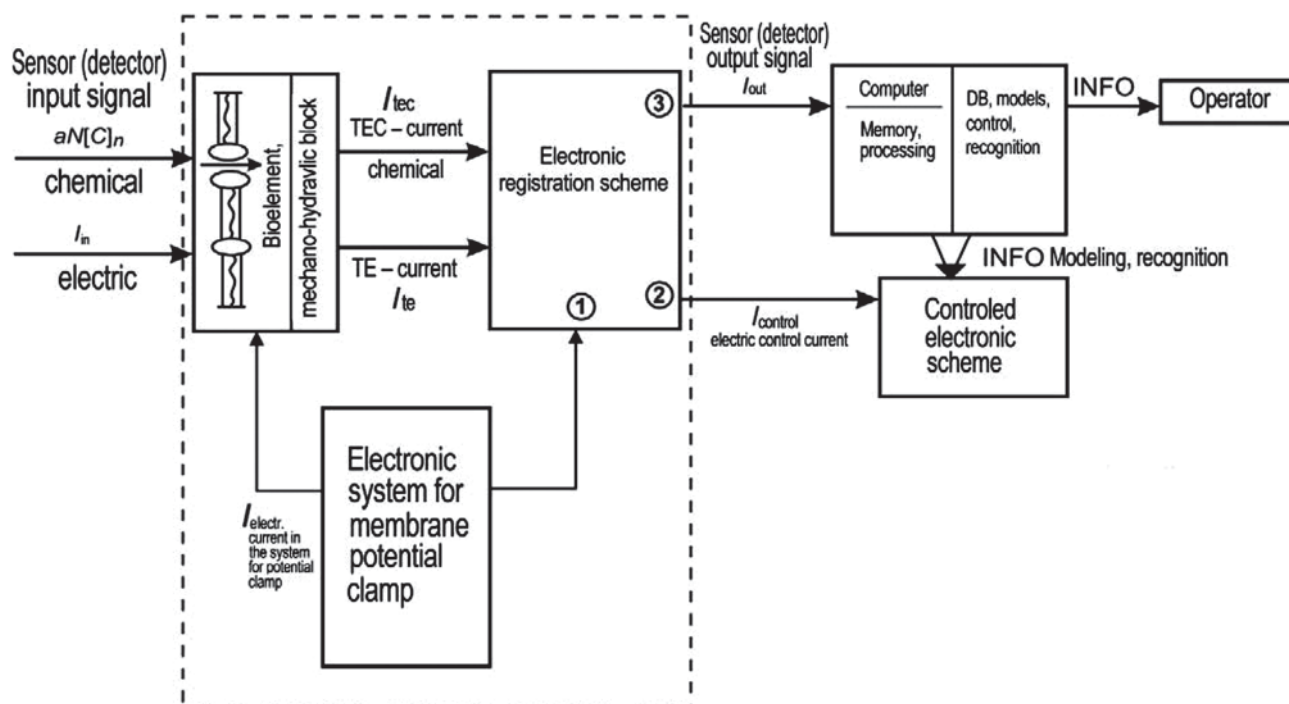 Sensor (detector)
input signal
aN[C]n
chemical
Iin
electric
Bioelement,
mechano-hydravlic block
Itec
TEC – current
chemical
TE – current
Ite
Electronic
registration scheme
①
②
③
Electronic
system for
membrane
potential
clamp
Ielectr.
current in
the system
for potential
clamp
Sensor (detector)
output signal
Iout
Computer
Memory,
processing
DB, models,
control,
recognition
INFO
Operator
INFO Modeling, recognition
Icontrol
electric control current
Controled
electronic
scheme